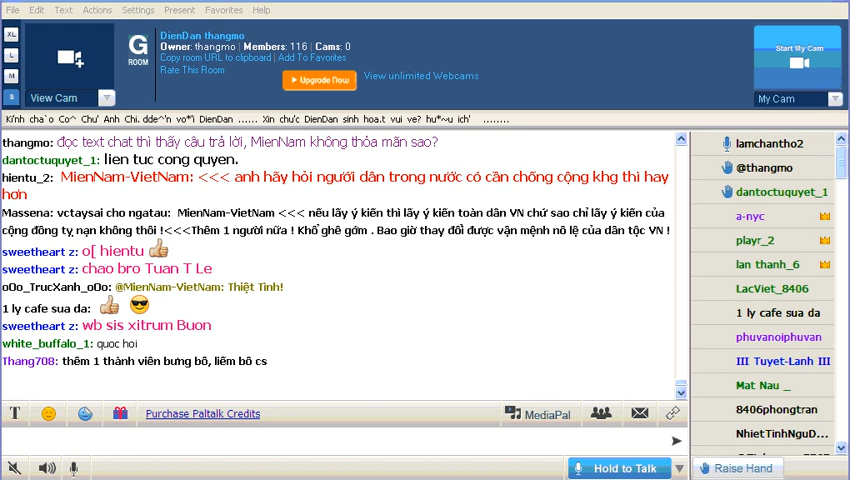 File Edit Text Actions Settings Present Favorites Help
XL
L
M
S
View Cam
G
ROOM
DienDan thangmo
Owner: thangmo | Members: 116 | Cams: 0
Copy room URL to clipboard | Add To Favorites
Rate This Room
Upgrade Now
View unlimited Webcams
Start My Cam
My Cam
Ki'nh cha`o Co^ Chu' Anh Chi. dde^'n vo*'i DienDan ...... Xin chu'c DienDan sinh hoa.t vui ve? hu*~u ich' ........
thangmo: đọc text chat thì thấy câu trả lời, MienNam không thỏa mãn sao?
dantoctuquyet_1: lien tuc cong quyen.
hientu_2: MienNam-VietNam: <<< anh hãy hỏi người dân trong nước có cần chống cộng khg thì hay
hơn
Massena: vctaysai cho ngatau: MienNam-VietNam <<< nếu lấy ý kiến thì lấy ý kiến toàn dân VN chứ sao chỉ lấy ý kiến của
cộng đồng tỵ nạn không thôi !<<<Thêm 1 người nữa ! Khổ ghê gớm . Bao giờ thay đổi được vận mệnh nô lệ của dân tộc VN !
sweetheart z: o[ hientu
sweetheart z: chao bro Tuan T Le
oOo_TrucXanh_oOo: @MienNam-VietNam: Thiệt Tình!
1 ly cafe sua da:
sweetheart z: wb sis xitrum Buon
white_buffalo_1: quoc hoi
Thang708: thêm 1 thành viên bưng bô, liếm bô cs
T
Purchase Paltalk Credits
MediaPal
Hold to Talk
lamchantho2
@thangmo
dantoctuquyet_1
a-nyc
playr_2
lan thanh_6
LacViet_8406
1 ly cafe sua da
phuvanoiphuvan
III Tuyet-Lanh III
Mat Nau _
8406phongtran
NhietTinhNguD...
Raise Hand